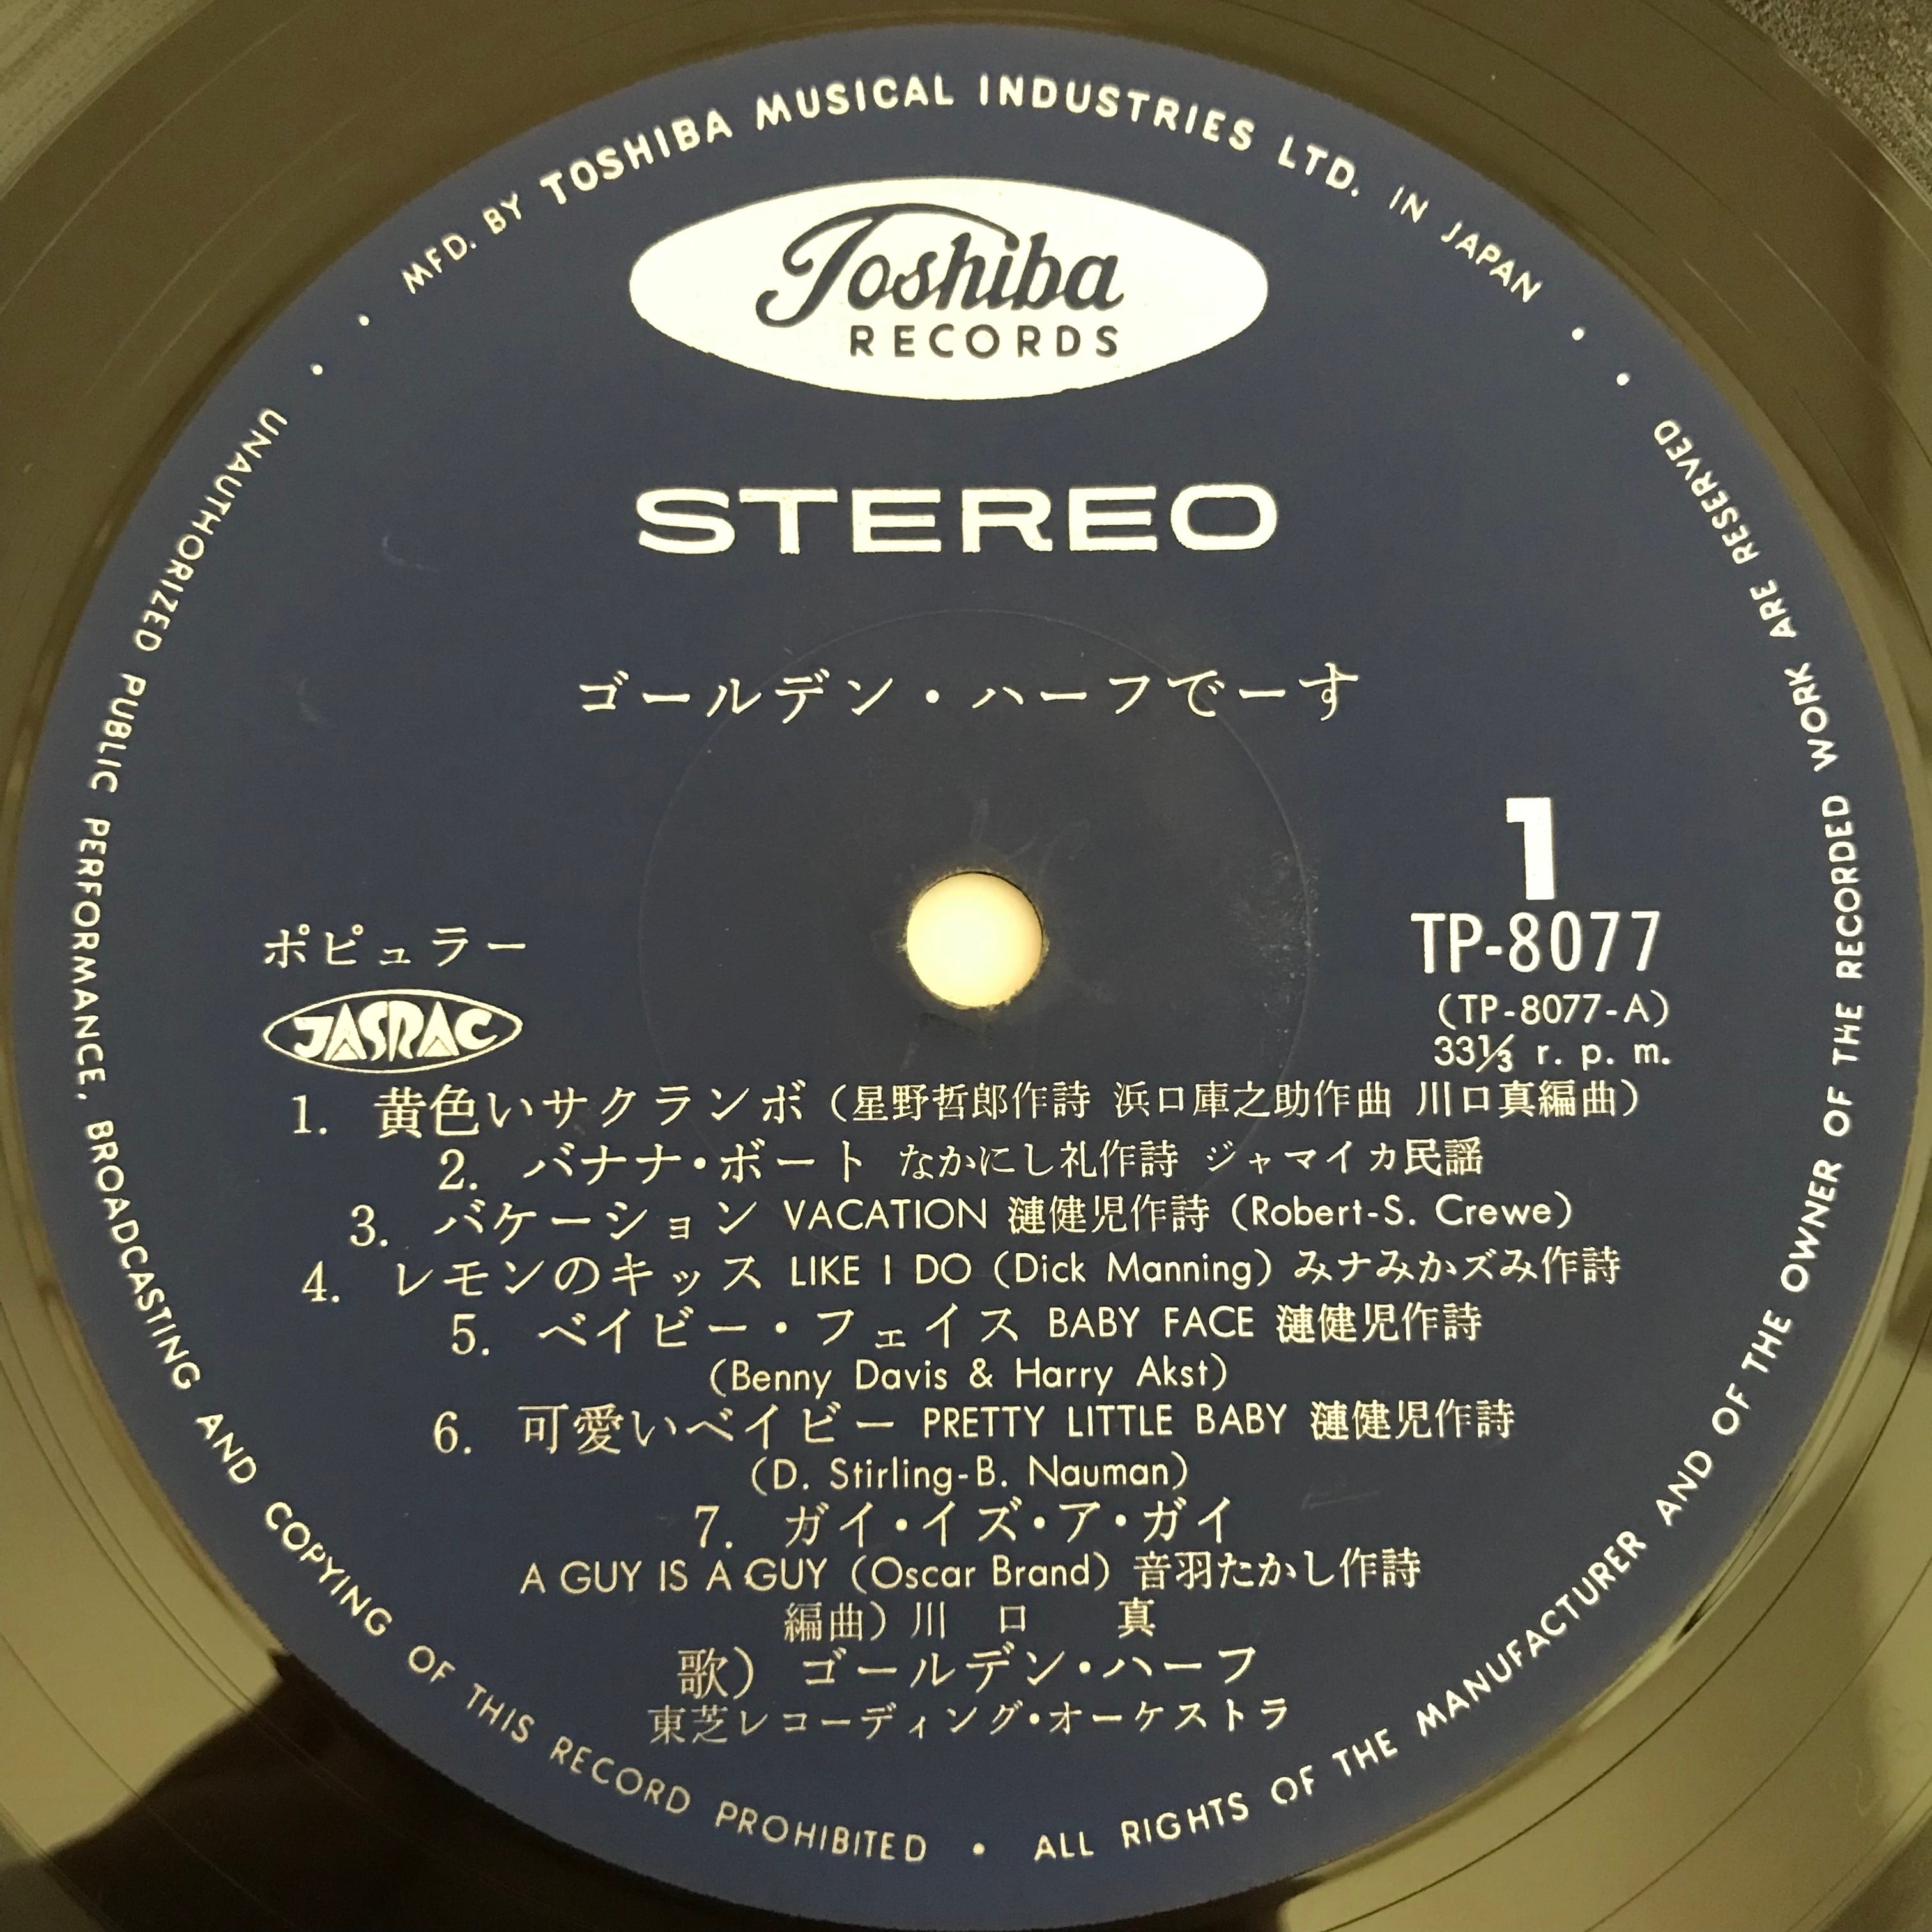 MFD. BY TOSHIBA MUSICAL INDUSTRIES LTD. IN JAPAN
Toshiba
RECORDS
STEREO
ゴールデン・ハーフでーす
1
TP-8077
(TP-8077-A)
33⅓ r. p. m.
ポピュラー
JASRAC
1. 黄色いサクランボ（星野哲郎作詩 浜口庫之助作曲 川口真編曲）
2. バナナ・ボート なかにし礼作詩 ジャマイカ民謡
3. バケーション VACATION 漣健児作詩（Robert-S. Crewe）
4. レモンのキッス LIKE I DO（Dick Manning）みナみかズみ作詩
5. ベイビー・フェイス BABY FACE 漣健児作詩
（Benny Davis & Harry Akst）
6. 可愛いベイビー PRETTY LITTLE BABY 漣健児作詩
（D. Stirling-B. Nauman）
7. ガイ・イズ・ア・ガイ
A GUY IS A GUY（Oscar Brand）音羽たかし作詩
編曲）川 口 真
歌） ゴールデン・ハーフ
東芝レコーディング・オーケストラ
UNAUTHORIZED PUBLIC PERFORMANCE, BROADCASTING AND COPYING OF THIS RECORD PROHIBITED • ALL RIGHTS OF THE MANUFACTURER AND OF THE OWNER OF THE RECORDED WORK ARE RESERVED